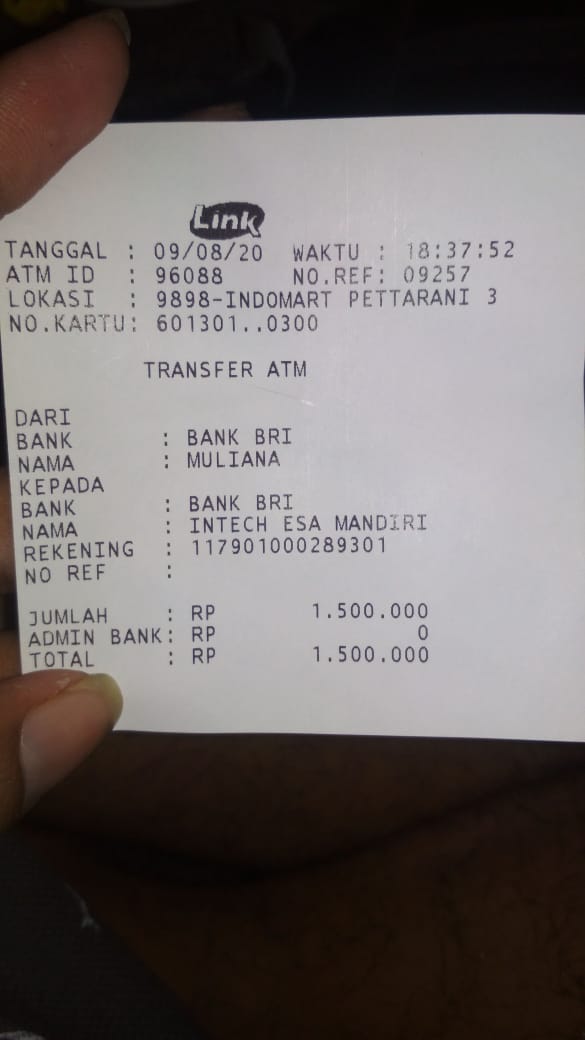 Link
TANGGAL : 09/08/20 WAKTU : 18:37:52
ATM ID : 96088 NO.REF: 09257
LOKASI : 9898-INDOMART PETTARANI 3
NO.KARTU: 601301..0300
TRANSFER ATM
DARI
BANK : BANK BRI
NAMA : MULIANA
KEPADA
BANK : BANK BRI
NAMA : INTECH ESA MANDIRI
REKENING : 117901000289301
NO REF :
JUMLAH : RP 1.500.000
ADMIN BANK: RP 0
TOTAL : RP 1.500.000